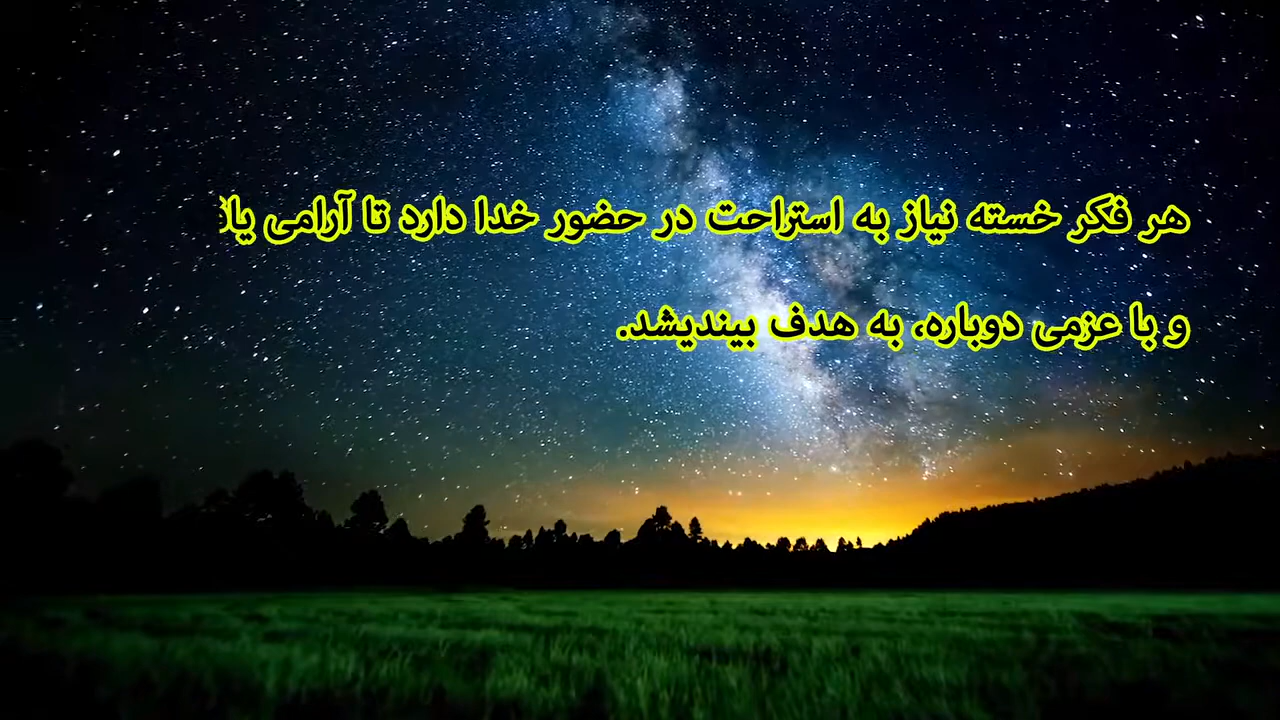 هر فکر خسته نیاز به استراحت در حضور خدا دارد تا آرامی
و با عزمی دوباره، به هدف بیندیشد.